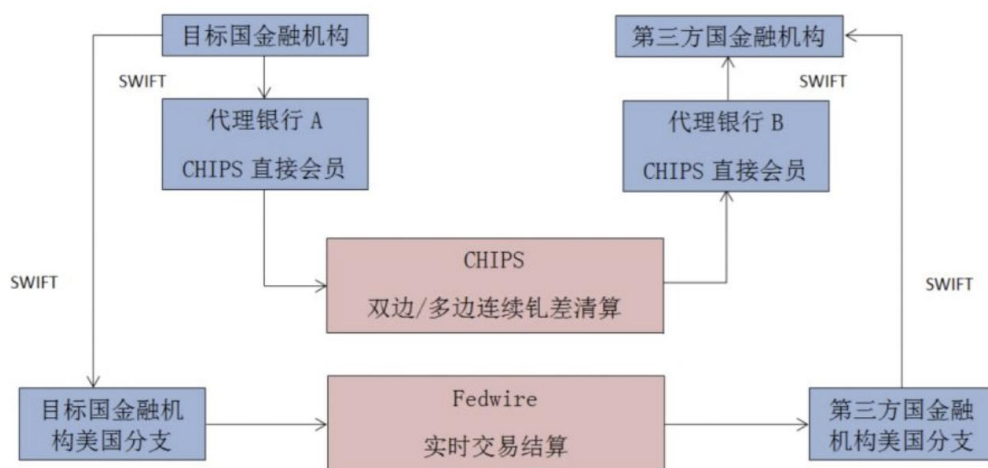 目标国金融机构
第三方国金融机构
SWIFT
SWIFT
代理银行 A
CHIPS 直接会员
代理银行 B
CHIPS 直接会员
CHIPS
双边/多边连续钆差清算
SWIFT
SWIFT
目标国金融机
构美国分支
Fedwire
实时交易结算
第三方国金融
机构美国分支